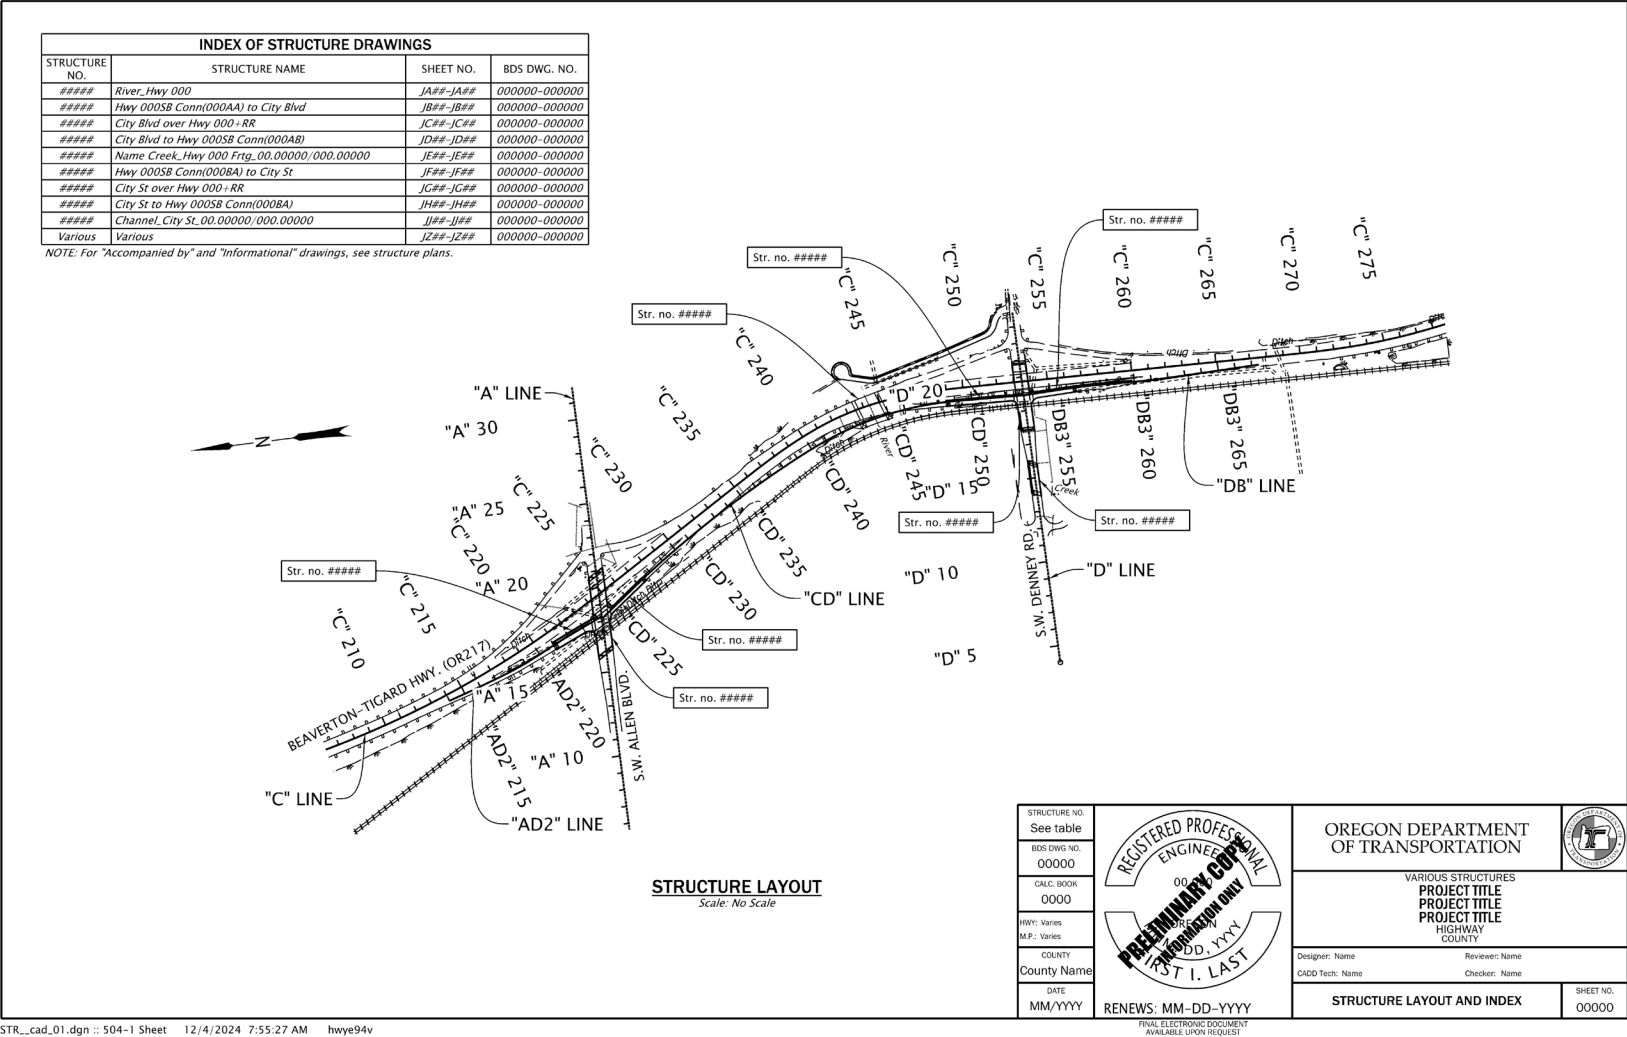 INDEX OF STRUCTURE DRAWINGS
STRUCTURE NO. STRUCTURE NAME SHEET NO. BDS DWG. NO.
##### River_Hwy 000 JA##-JA## 000000-000000
##### Hwy 000SB Conn(000AA) to City Blvd JB##-JB## 000000-000000
##### City Blvd over Hwy 000+RR JC##-JC## 000000-000000
##### City Blvd to Hwy 000SB Conn(000AB) JD##-JD## 000000-000000
##### Name Creek_Hwy 000 Frtg_00.00000/000.00000 JE##-JE## 000000-000000
##### Hwy 000SB Conn(000BA) to City St JF##-JF## 000000-000000
##### City St over Hwy 000+RR JG##-JG## 000000-000000
##### City St to Hwy 000SB Conn(000BA) JH##-JH## 000000-000000
##### Channel_City St_00.00000/000.00000 JJ##-JJ## 000000-000000
Various Various JZ##-JZ## 000000-000000
NOTE: For "Accompanied by" and "Informational" drawings, see structure plans.
Str. no. #####
Str. no. #####
Str. no. #####
"C" 210
"C" 215
"C" 220
"C" 225
"C" 230
"C" 235
"C" 240
"C" 245
"C" 250
"C" 255
"C" 260
"C" 265
"C" 270
"C" 275
N
"A" LINE
"A" 30
"A" 25
"A" 20
"A" 15
"A" 10
"D" 20
"D" 15
"D" 10
"D" 5
"AD2" 215
"AD2" 220
"CD" 225
"CD" 230
"CD" 235
"CD" 240
"CD" 245
"CD" 250
"DB3" 255
"DB3" 260
"DB3" 265
Ditch
Ditch
Ditch
Ditch
Ditch
River
Creek
"DB" LINE
Str. no. #####
Str. no. #####
"D" LINE
"CD" LINE
S.W. DENNEY RD.
Str. no. #####
Str. no. #####
Str. no. #####
BEAVERTON-TIGARD HWY. (OR217)
S.W. ALLEN BLVD.
"C" LINE
"AD2" LINE
STRUCTURE LAYOUT
Scale: No Scale
STRUCTURE NO.
See table
BDS DWG NO.
00000
CALC. BOOK
0000
HWY: Varies
M.P.: Varies
COUNTY
County Name
DATE
MM/YYYY
REGISTERED PROFESSIONAL
ENGINEER
PRELIMINARY COPY
INFORMATION ONLY
RENEWS: MM-DD-YYYY
FINAL ELECTRONIC DOCUMENT
AVAILABLE UPON REQUEST
OREGON DEPARTMENT
OF TRANSPORTATION
OREGON DEPARTMENT OF TRANSPORTATION
VARIOUS STRUCTURES
PROJECT TITLE
PROJECT TITLE
PROJECT TITLE
HIGHWAY
COUNTY
Designer: Name Reviewer: Name
CADD Tech: Name Checker: Name
STRUCTURE LAYOUT AND INDEX
SHEET NO.
00000
STR__cad_01.dgn :: 504-1 Sheet 12/4/2024 7:55:27 AM hwye94v